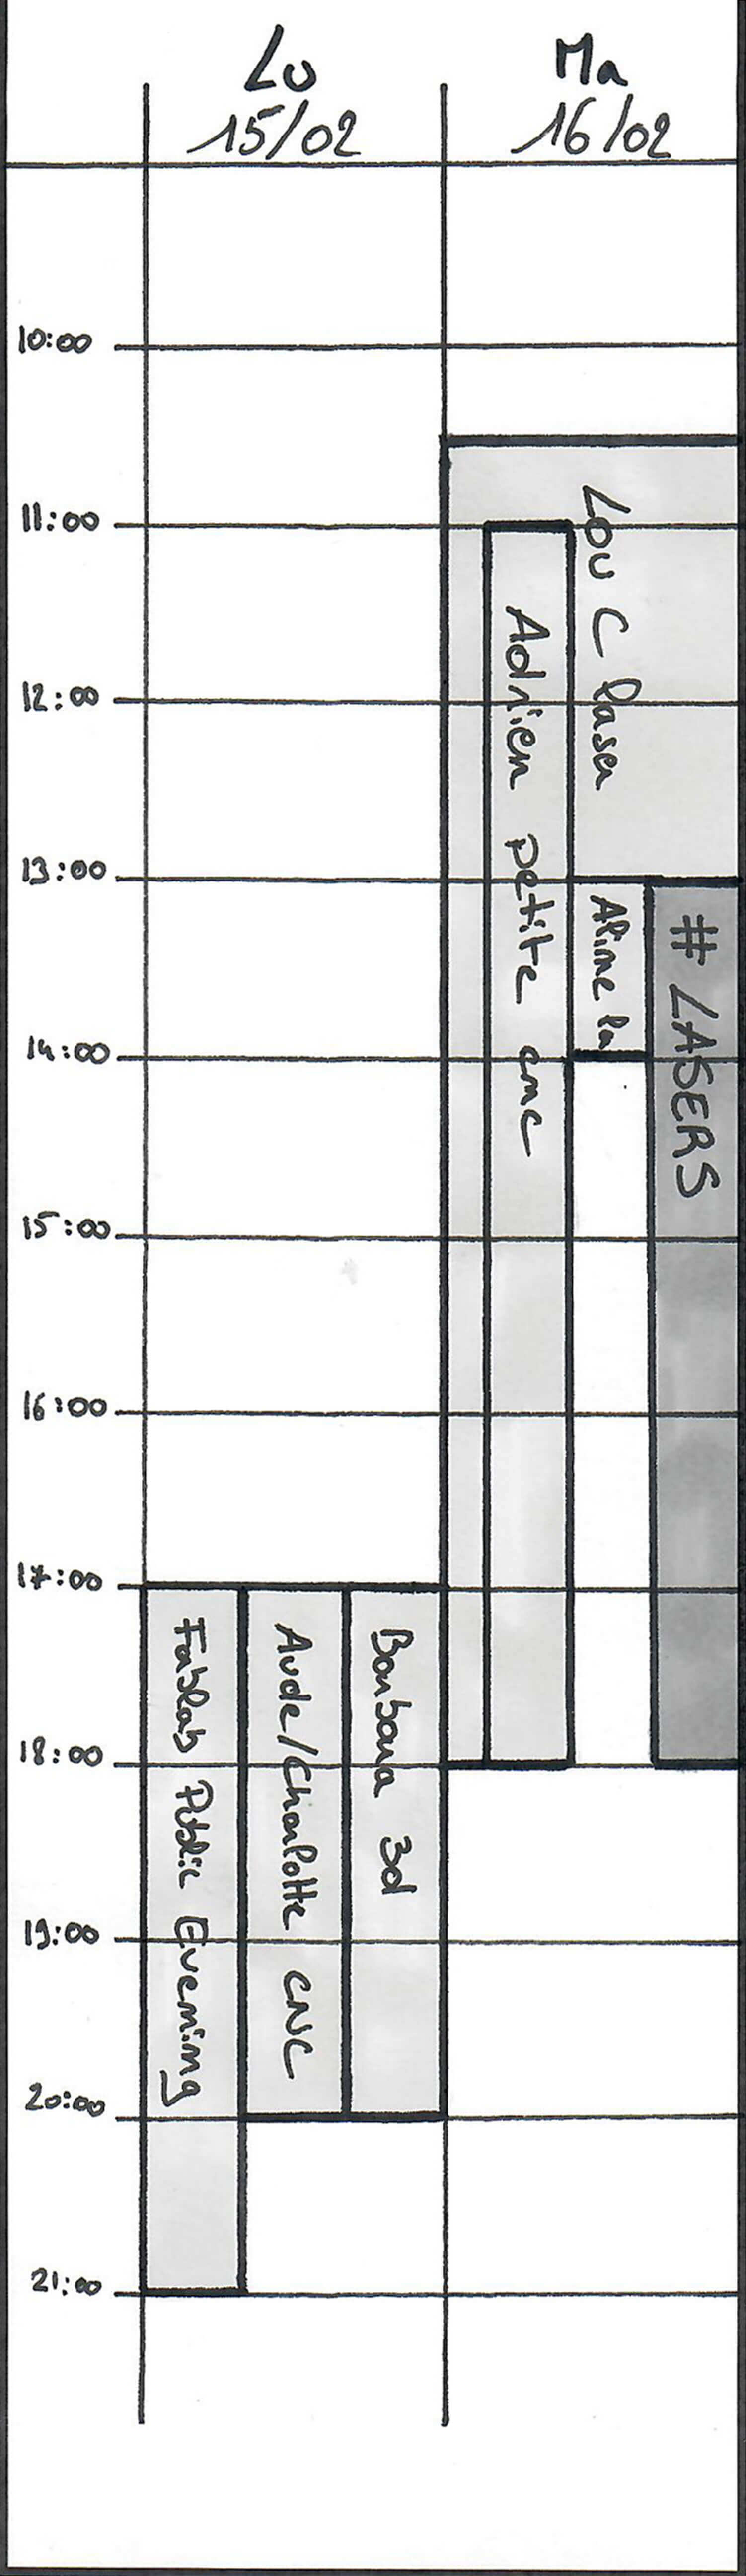 Lu
15/02
Ma
16/02
10:00
11:00
12:00
13:00
14:00
15:00
16:00
17:00
18:00
19:00
20:00
21:00
Fablab Public Evening
Aude/Charlotte CNC
Barbara 3d
Lou C laser
Adrien petite cnc
Aline la
# LASERS